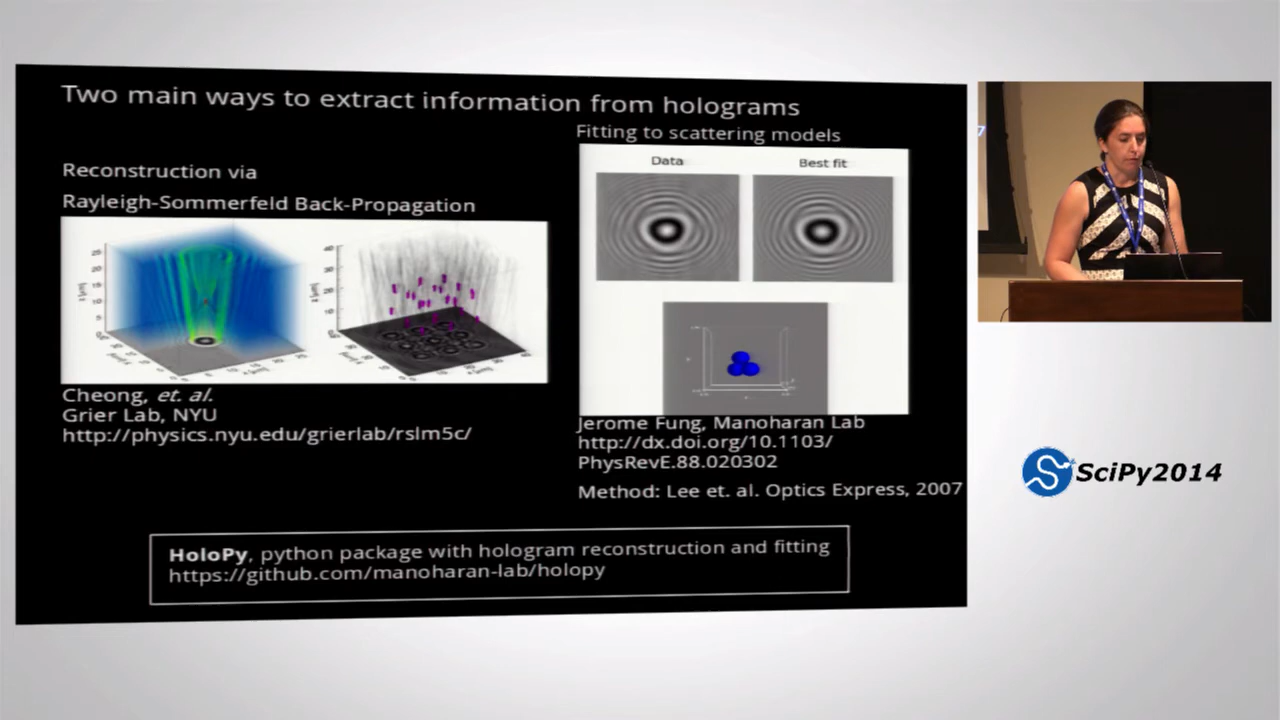 Two main ways to extract information from holograms
Reconstruction via
Rayleigh-Sommerfeld Back-Propagation
Cheong, et. al.
Grier Lab, NYU
http://physics.nyu.edu/grierlab/rslm5c/
Fitting to scattering models
Data
Best fit
Jerome Fung, Manoharan Lab
http://dx.doi.org/10.1103/
PhysRevE.88.020302
Method: Lee et. al. Optics Express, 2007
HoloPy, python package with hologram reconstruction and fitting
https://github.com/manoharan-lab/holopy
SciPy2014